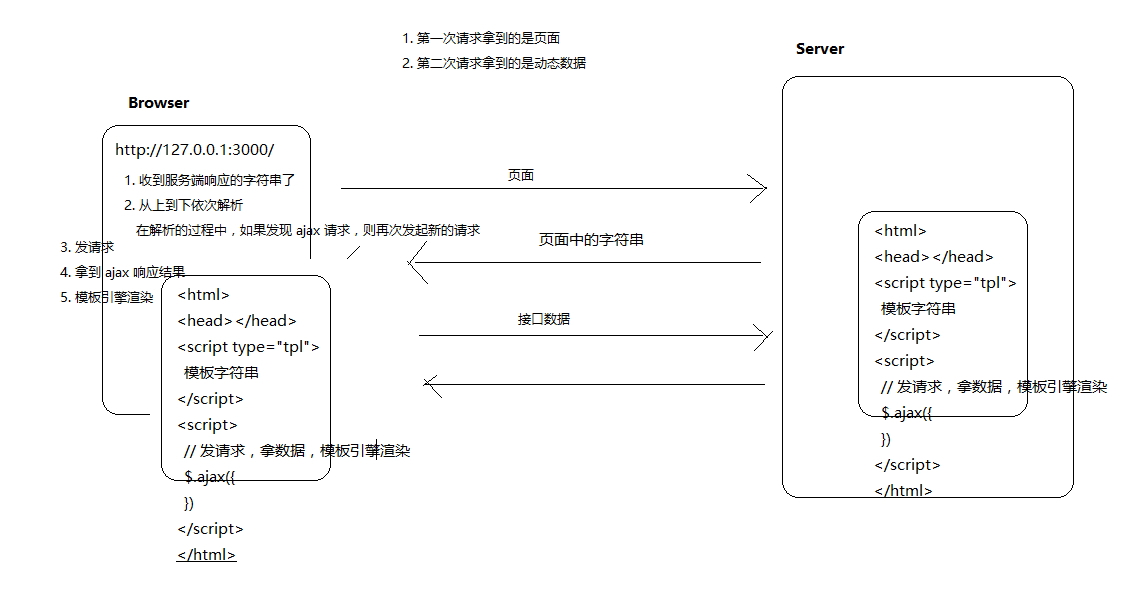 1. 第一次请求拿到的是页面
2. 第二次请求拿到的是动态数据
Server
Browser
http://127.0.0.1:3000/
1. 收到服务端响应的字符串了
2. 从上到下依次解析
在解析的过程中，如果发现 ajax 请求，则再次发起新的请求
3. 发请求
4. 拿到 ajax 响应结果
5. 模板引擎渲染
<html>
<head></head>
<script type="tpl">
模板字符串
</script>
<script>
// 发请求，拿数据，模板引擎渲染
$.ajax({
})
</script>
</html>
页面
页面中的字符串
接口数据
<html>
<head></head>
<script type="tpl">
模板字符串
</script>
<script>
// 发请求，拿数据，模板引擎渲染
$.ajax({
})
</script>
</html>